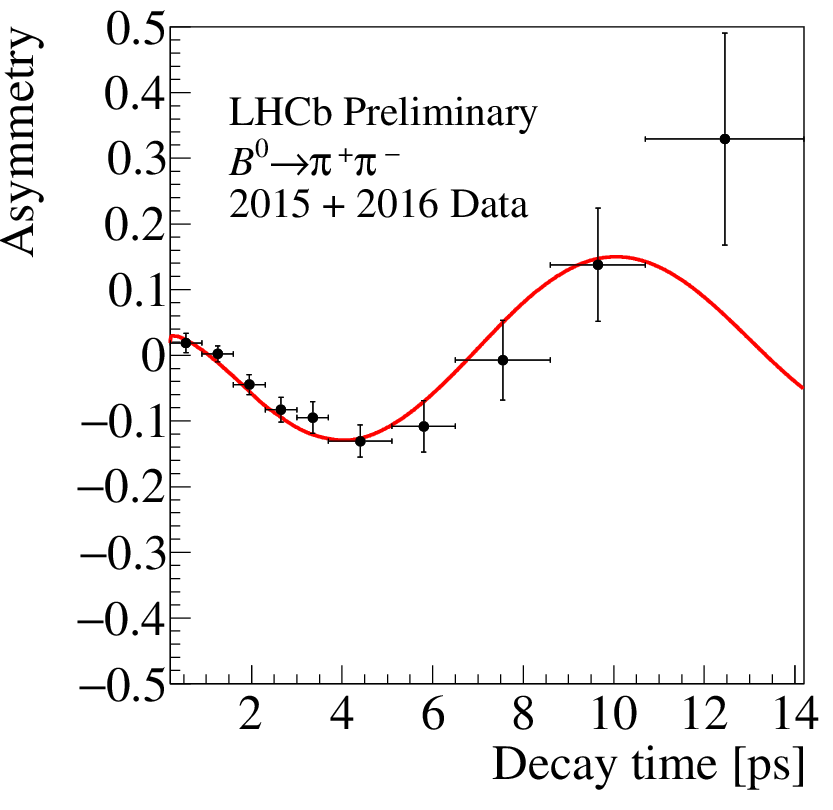 Asymmetry
0.5
0.4
0.3
0.2
0.1
0
−0.1
−0.2
−0.3
−0.4
−0.5
LHCb Preliminary
B⁰→π⁺π⁻
2015 + 2016 Data
2 4 6 8 10 12 14
Decay time [ps]